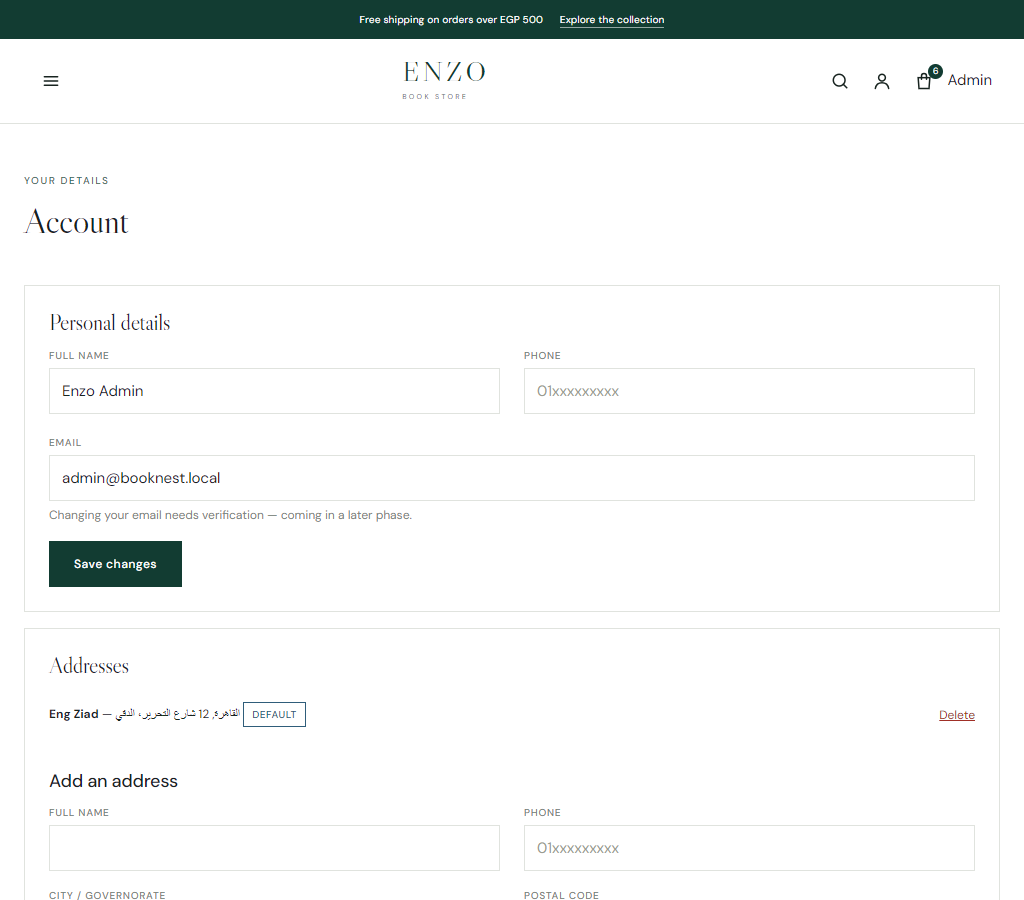 Free shipping on orders over EGP 500 Explore the collection
ENZO
BOOK STORE
6
Admin
YOUR DETAILS
Account
Personal details
FULL NAME
PHONE
Enzo Admin
01xxxxxxxxx
EMAIL
admin@booknest.local
Changing your email needs verification — coming in a later phase.
Save changes
Addresses
Eng Ziad — القاهرة, 12 شارع التحرير، الدقي DEFAULT
Delete
Add an address
FULL NAME
PHONE
01xxxxxxxxx
CITY / GOVERNORATE
POSTAL CODE